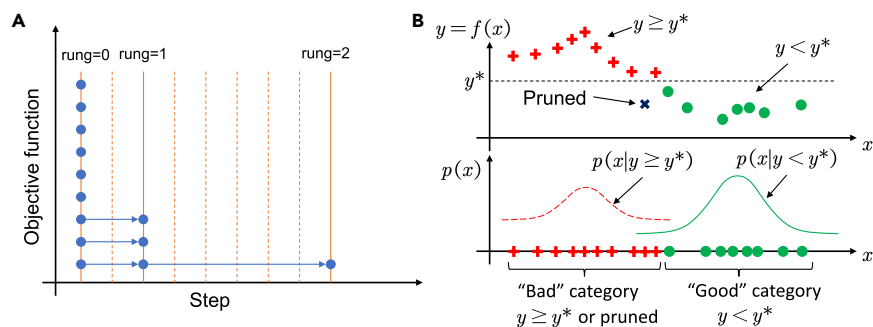 A
rung=0
rung=1
rung=2
Objective function
Step
B
y = f(x)
y ≥ y*
y < y*
y*
Pruned
x
p(x)
p(x|y ≥ y*)
p(x|y < y*)
x
“Bad” category
y ≥ y* or pruned
“Good” category
y < y*